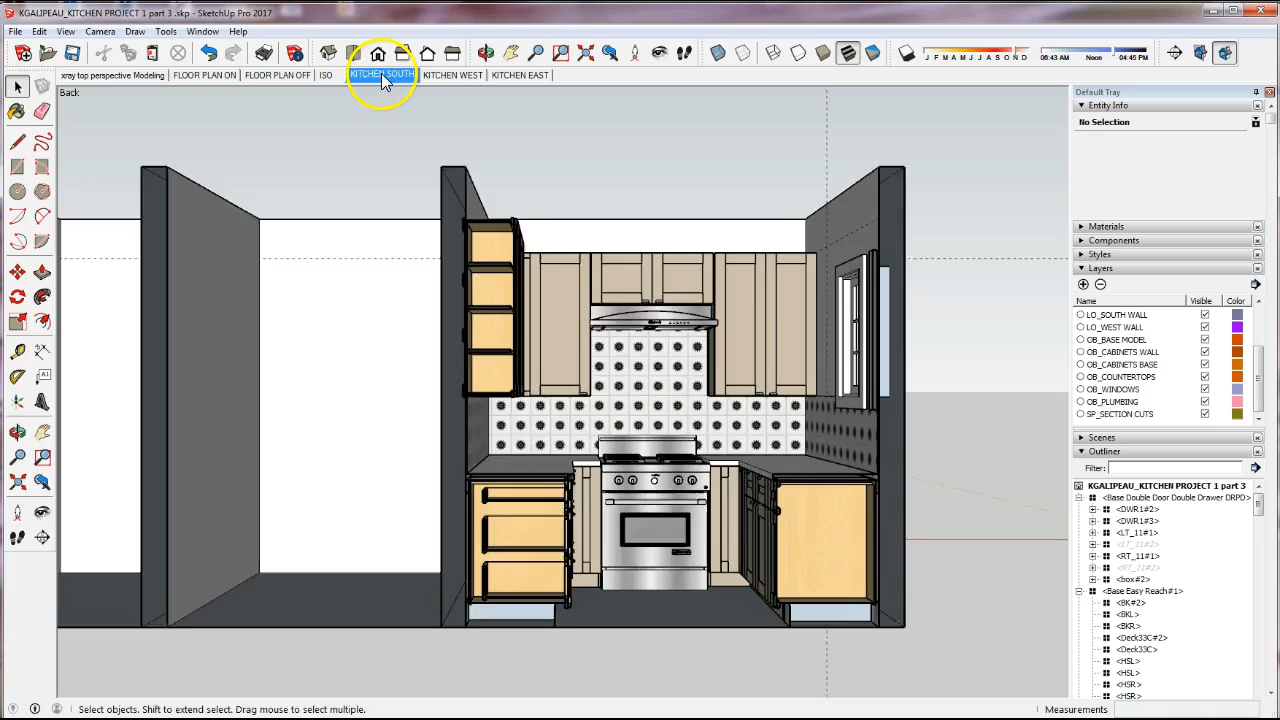 KGALIPEAU_KITCHEN PROJECT 1 part 3 .skp - SketchUp Pro 2017
File Edit View Camera Draw Tools Window Help
J F M A M J J A S O N D
06:43 AM Noon 04:45 PM
xray top perspective Modeling FLOOR PLAN ON FLOOR PLAN OFF ISO KITCHEN SOUTH KITCHEN WEST KITCHEN EAST
Back
Default Tray
Entity Info
No Selection
Materials
Components
Styles
Layers
Name Visible Color
LO_SOUTH WALL
LO_WEST WALL
OB_BASE MODEL
OB_CABINETS WALL
OB_CABINETS BASE
OB_COUNTERTOPS
OB_WINDOWS
OB_PLUMBING
SP_SECTION CUTS
Scenes
Outliner
Filter:
KGALIPEAU_KITCHEN PROJECT 1 part 3
<Base Double Door Double Drawer DRPD>
<DWR1#2>
<DWR1#3>
<LT_11#1>
<LT_11#2>
<RT_11#1>
<RT_11#2>
<box#2>
<Base Easy Reach#1>
<BK#2>
<BKL>
<BKR>
<Deck33C#2>
<Deck33C>
<HSL>
<HSL>
<HSR>
<HSR>
Select objects. Shift to extend select. Drag mouse to select multiple.
Measurements